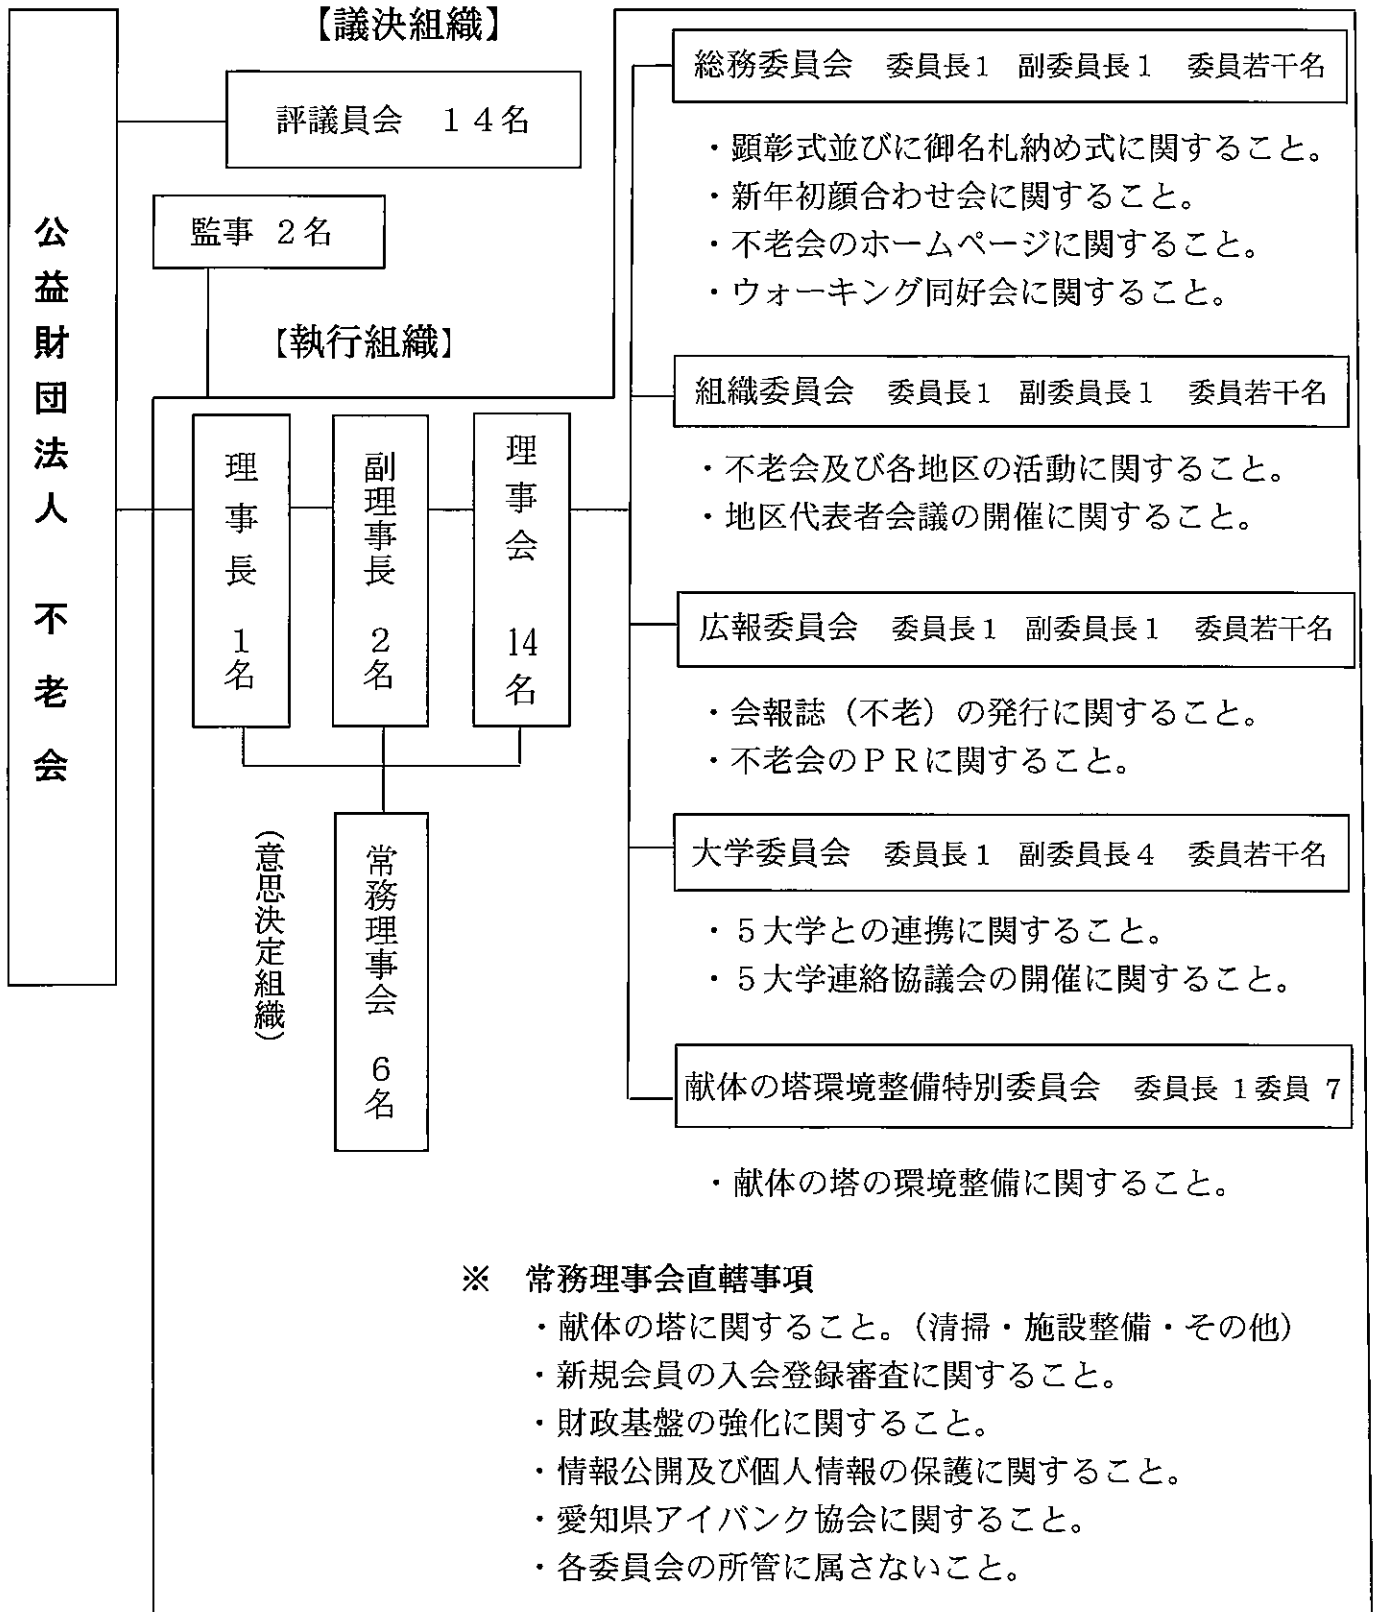 公益財団法人　不老会
【議決組織】
評議員会　１４名
監事 ２名
【執行組織】
理事長　１名
副理事長　２名
理事会　14名
常務理事会　６名
（意思決定組織）
総務委員会　委員長１　副委員長１　委員若干名
・顕彰式並びに御名札納め式に関すること。
・新年初顔合わせ会に関すること。
・不老会のホームページに関すること。
・ウォーキング同好会に関すること。
組織委員会　委員長１　副委員長１　委員若干名
・不老会及び各地区の活動に関すること。
・地区代表者会議の開催に関すること。
広報委員会　委員長１　副委員長１　委員若干名
・会報誌（不老）の発行に関すること。
・不老会のＰＲに関すること。
大学委員会　委員長１　副委員長４　委員若干名
・５大学との連携に関すること。
・５大学連絡協議会の開催に関すること。
献体の塔環境整備特別委員会　委員長 １委員 ７
・献体の塔の環境整備に関すること。
※　常務理事会直轄事項
・献体の塔に関すること。（清掃・施設整備・その他）
・新規会員の入会登録審査に関すること。
・財政基盤の強化に関すること。
・情報公開及び個人情報の保護に関すること。
・愛知県アイバンク協会に関すること。
・各委員会の所管に属さないこと。